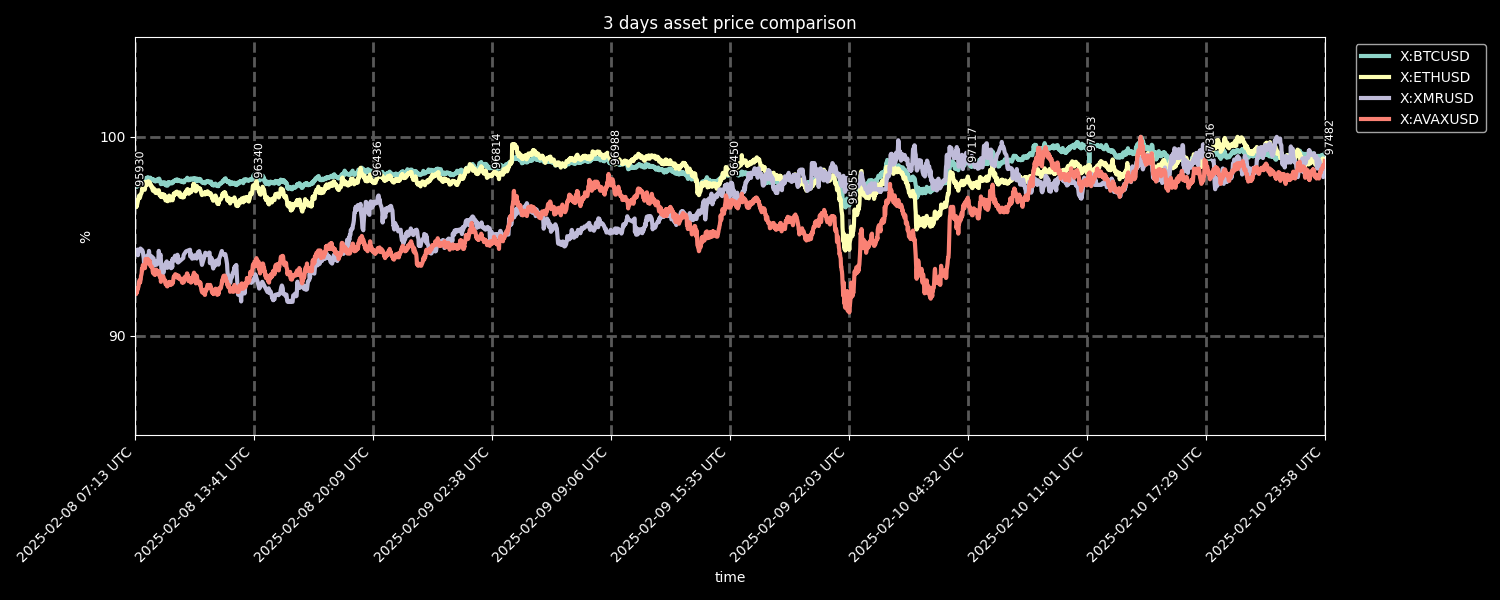 3 days asset price comparison
X:BTCUSD
X:ETHUSD
X:XMRUSD
X:AVAXUSD
100
90
%
95930
96340
96436
96814
96988
96450
95055
97117
97653
97316
97482
2025-02-08 07:13 UTC
2025-02-08 13:41 UTC
2025-02-08 20:09 UTC
2025-02-09 02:38 UTC
2025-02-09 09:06 UTC
2025-02-09 15:35 UTC
2025-02-09 22:03 UTC
2025-02-10 04:32 UTC
2025-02-10 11:01 UTC
2025-02-10 17:29 UTC
2025-02-10 23:58 UTC
time